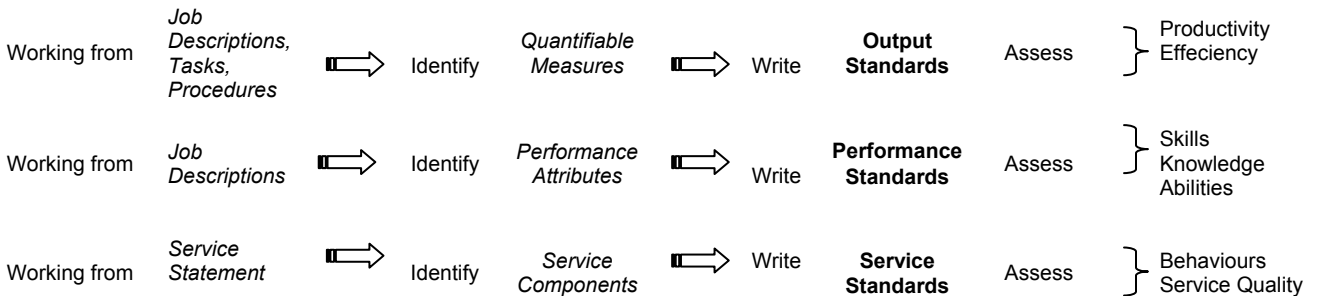 Working from
Job
Descriptions,
Tasks,
Procedures
Identify
Quantifiable
Measures
Write
Output
Standards
Assess
Productivity
Effeciency
Working from
Job
Descriptions
Identify
Performance
Attributes
Write
Performance
Standards
Assess
Skills
Knowledge
Abilities
Working from
Service
Statement
Identify
Service
Components
Write
Service
Standards
Assess
Behaviours
Service Quality